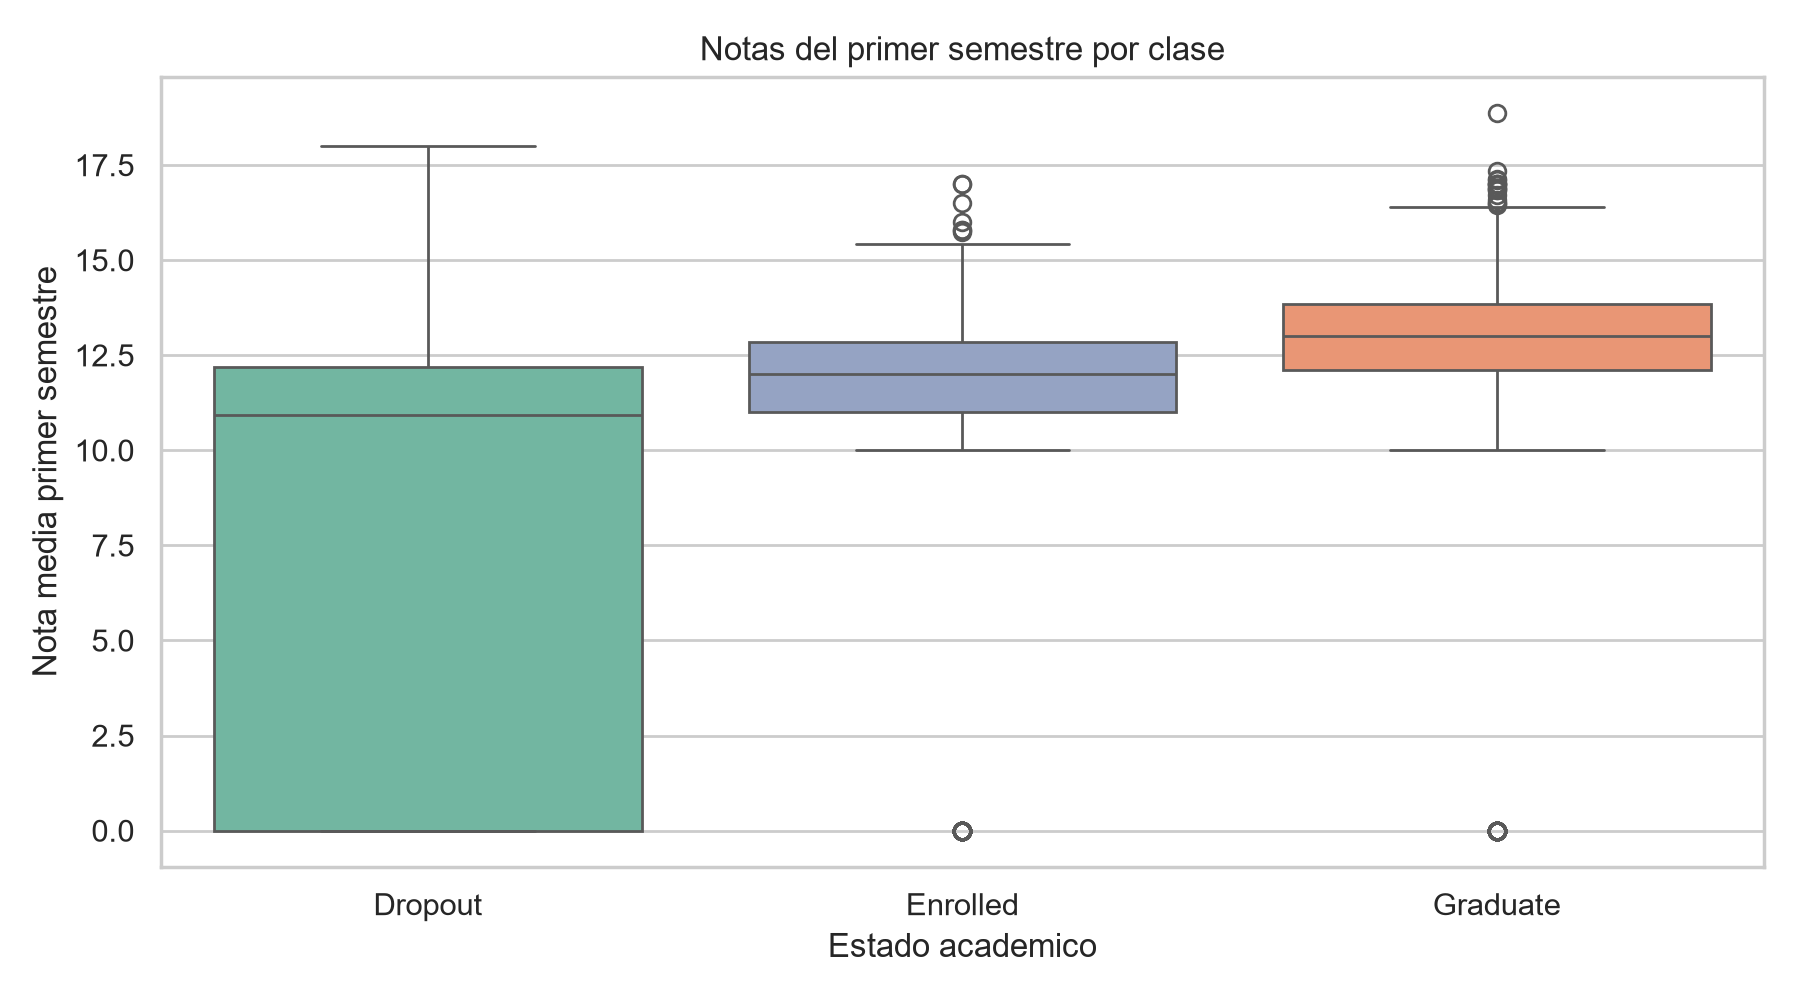 Notas del primer semestre por clase
Nota media primer semestre
17.5
15.0
12.5
10.0
7.5
5.0
2.5
0.0
Dropout Enrolled Graduate
Estado academico